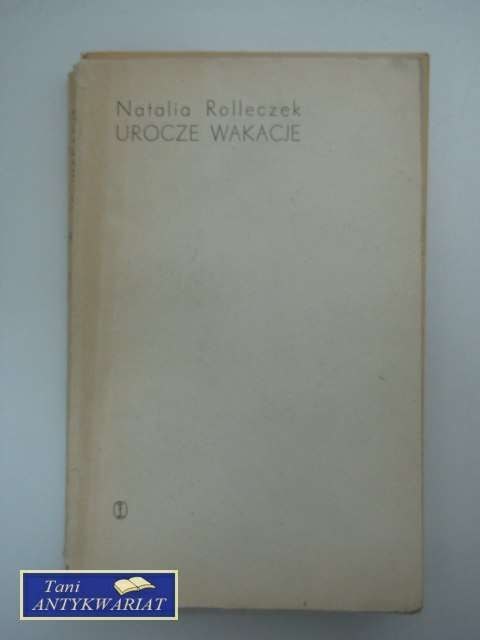 Natalia Rolleczek
UROCZE WAKACJE
Tani
ANTYKWARIAT